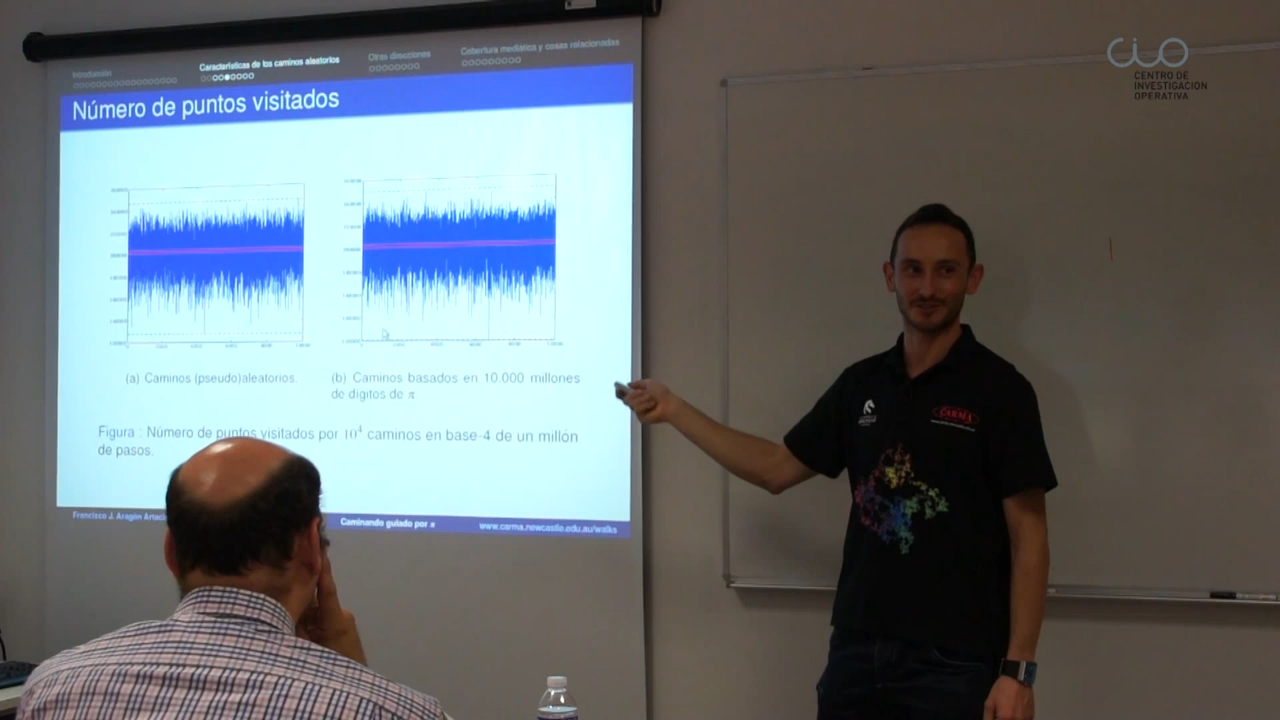 Introducción
Características de los caminos aleatorios
Otras direcciones
Cobertura mediática y cosas relacionadas
Número de puntos visitados
(a) Caminos (pseudo)aleatorios.
(b) Caminos basados en 10.000 millones
de dígitos de π
Figura : Número de puntos visitados por 10⁴ caminos en base-4 de un millón
de pasos.
Francisco J. Aragón
Caminando guiado por π
www.carma.newcastle.edu.au/walks
CIO
CENTRO DE
INVESTIGACION
OPERATIVA
CARMA